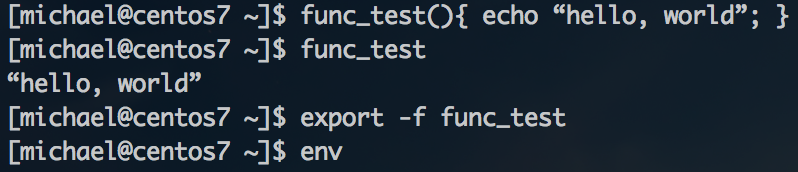 [michael@centos7 ~]$ func_test(){ echo “hello, world”; }
[michael@centos7 ~]$ func_test
“hello, world”
[michael@centos7 ~]$ export -f func_test
[michael@centos7 ~]$ env